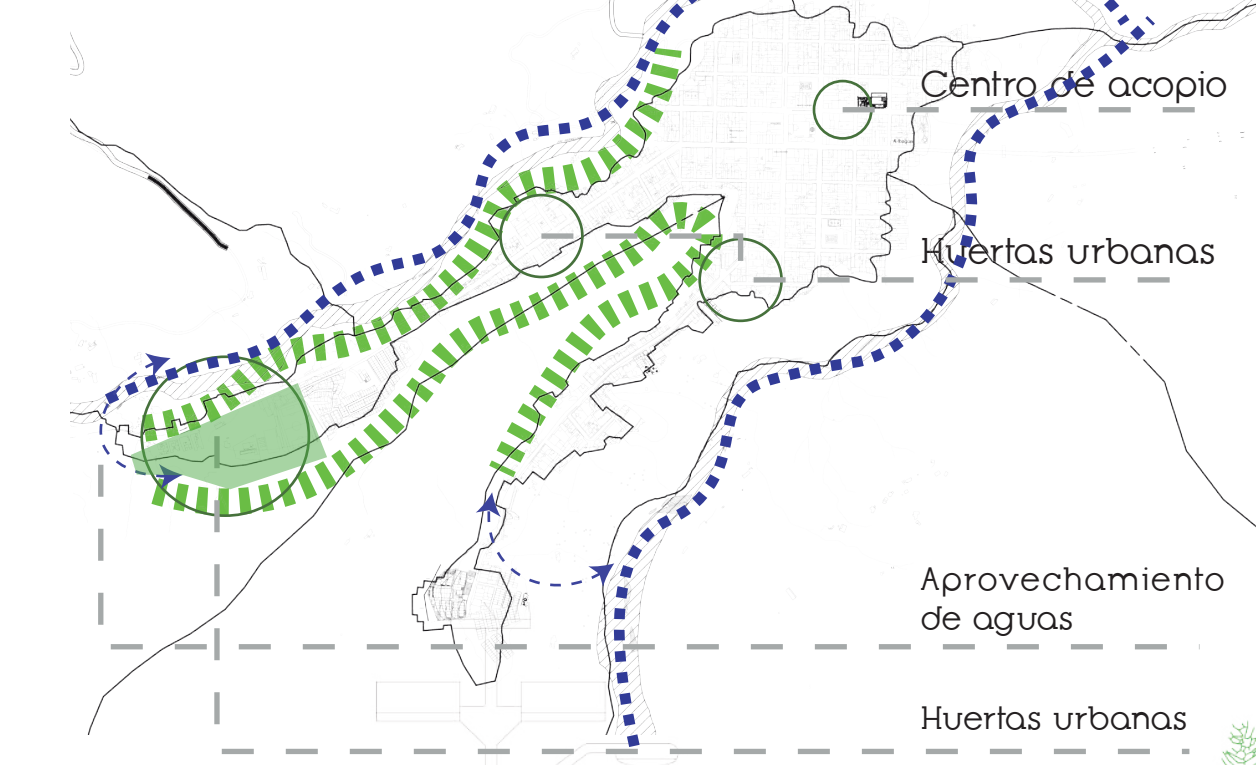 Centro de acopio
Huertas urbanas
Aprovechamiento
de aguas
Huertas urbanas